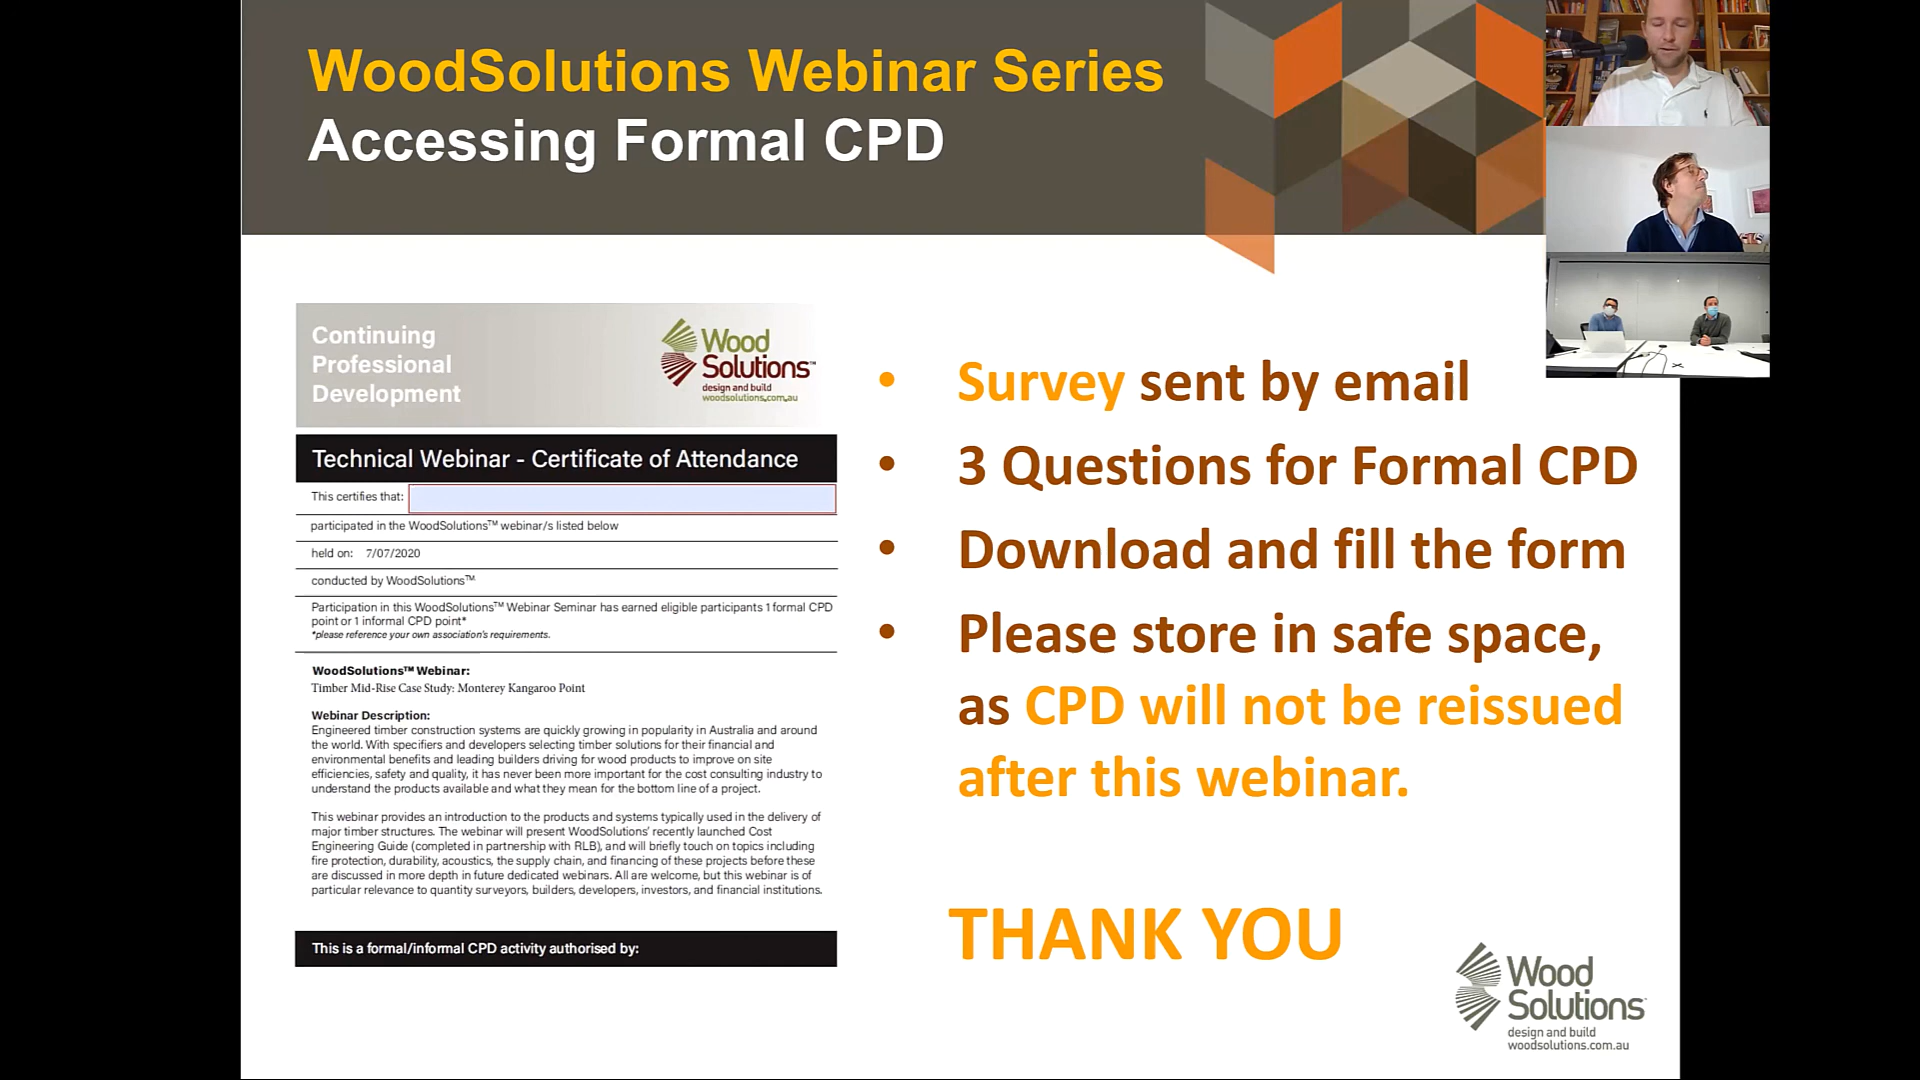 WoodSolutions Webinar Series
Accessing Formal CPD
Continuing
Professional
Development
Wood
Solutions™
design and build
woodsolutions.com.au
Technical Webinar - Certificate of Attendance
This certifies that:
participated in the WoodSolutions™ webinar/s listed below
held on: 7/07/2020
conducted by WoodSolutions™
Participation in this WoodSolutions™ Webinar Seminar has earned eligible participants 1 formal CPD
point or 1 informal CPD point*
*please reference your own association's requirements.
WoodSolutions™ Webinar:
Timber Mid-Rise Case Study: Monterey Kangaroo Point
Webinar Description:
Engineered timber construction systems are quickly growing in popularity in Australia and around
the world. With specifiers and developers selecting timber solutions for their financial and
environmental benefits and leading builders driving for wood products to improve on site
efficiencies, safety and quality, it has never been more important for the cost consulting industry to
understand the products available and what they mean for the bottom line of a project.
This webinar provides an introduction to the products and systems typically used in the delivery of
major timber structures. The webinar will present WoodSolutions' recently launched Cost
Engineering Guide (completed in partnership with RLB), and will briefly touch on topics including
fire protection, durability, acoustics, the supply chain, and financing of these projects before these
are discussed in more depth in future dedicated webinars. All are welcome, but this webinar is of
particular relevance to quantity surveyors, builders, developers, investors, and financial institutions.
This is a formal/informal CPD activity authorised by:
• Survey sent by email
• 3 Questions for Formal CPD
• Download and fill the form
• Please store in safe space,
as CPD will not be reissued
after this webinar.
THANK YOU
Wood
Solutions
design and build
woodsolutions.com.au